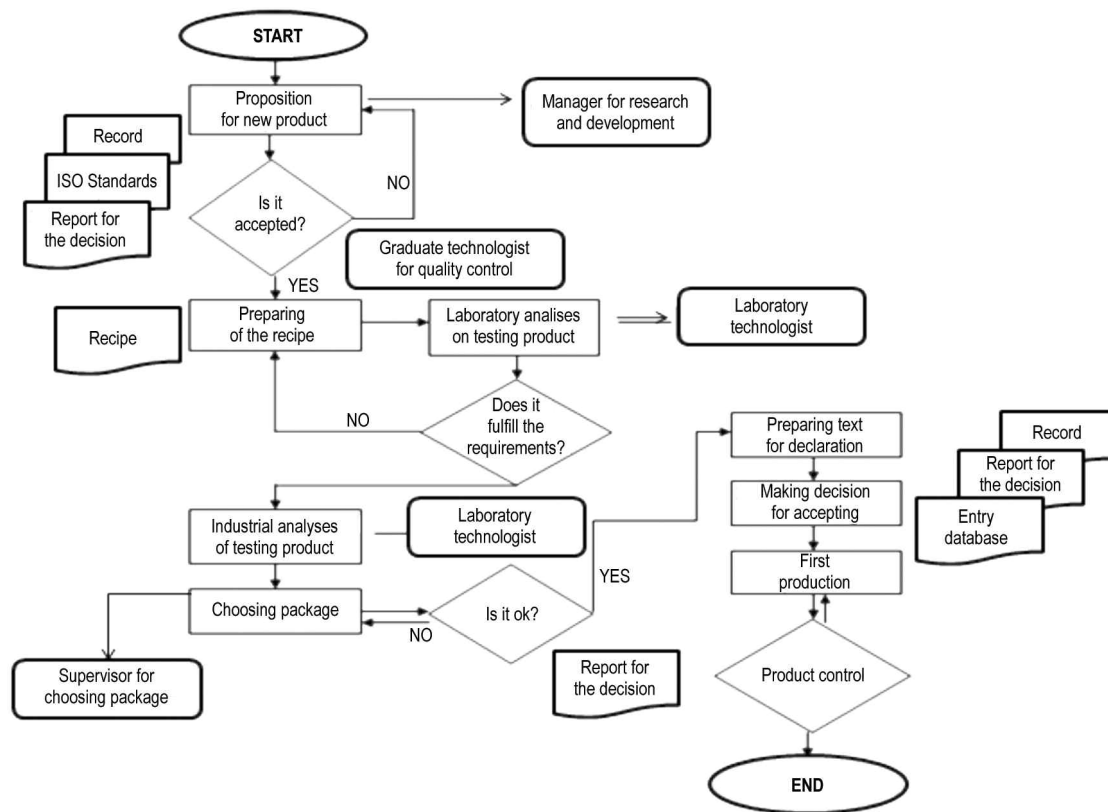 START
Proposition
for new product
Manager for research
and development
Record
ISO Standards
Report for
the decision
Is it
accepted?
NO
Graduate technologist
for quality control
YES
Preparing
of the recipe
Recipe
Laboratory analises
on testing product
Laboratory
technologist
NO
Does it
fulfill the
requirements?
Preparing text
for declaration
Record
Report for
the decision
Entry
database
Making decision
for accepting
Industrial analyses
of testing product
Laboratory
technologist
First
production
YES
Choosing package
Is it ok?
NO
Supervisor for
choosing package
Report for
the decision
Product control
END